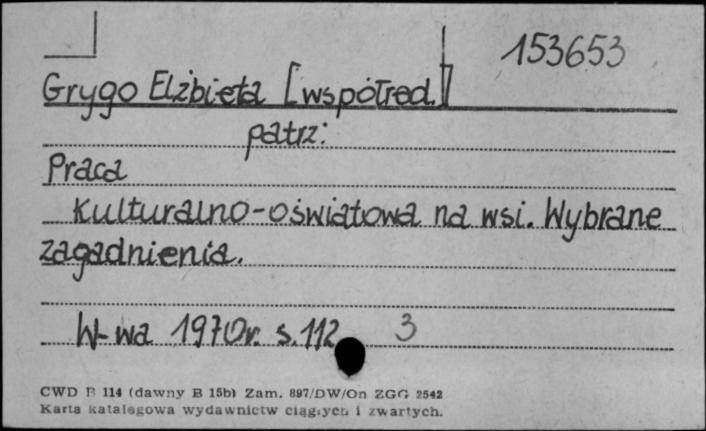 153653
Grygo Elżbieta [współred.]
patrz:
Praca
Kulturalno-oświatowa na wsi. Wybrane
zagadnienia.
W-wa 1970r. s. 112 3
CWD B 114 (dawny B 15b) Zam. 897/DW/On ZGG 2542
Karta katalogowa wydawnictw ciągłych i zwartych.